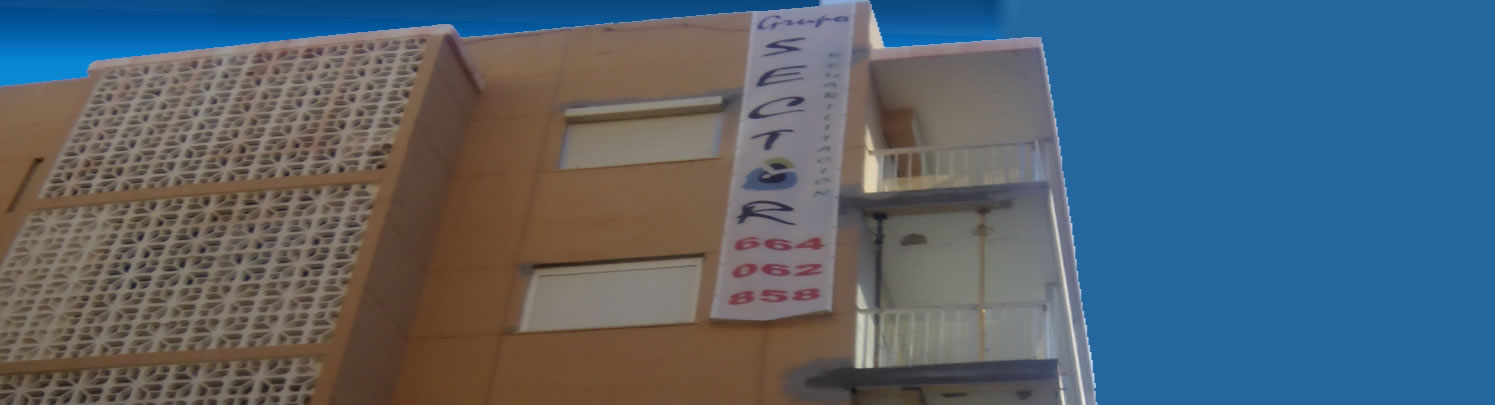 Grupo
SECTOR
REHABILITACIÓN
664
062
858